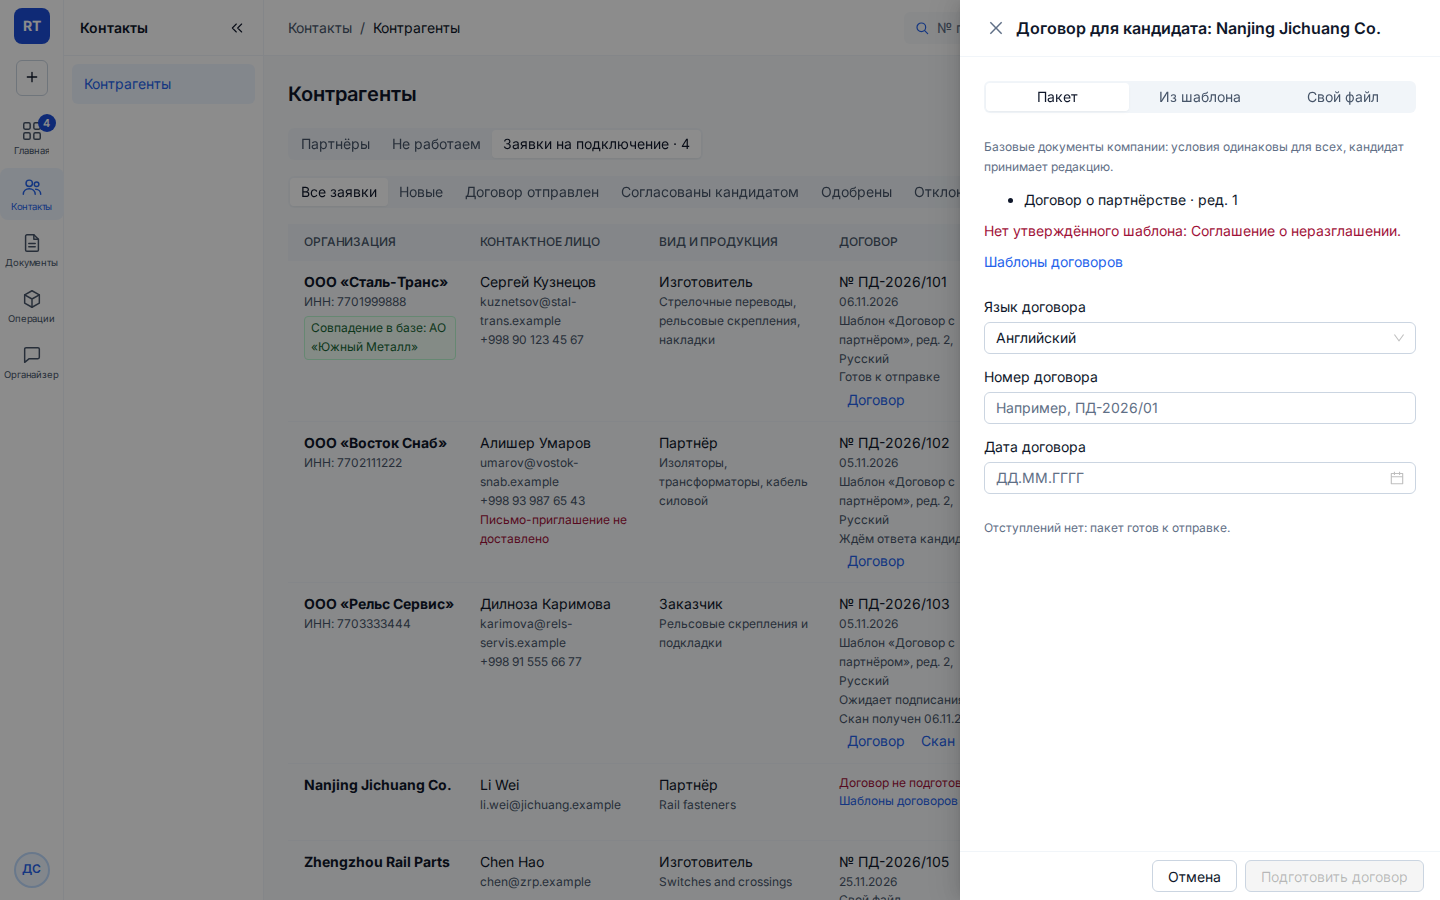 RT
4
Главная
Контакты
Документы
Операции
Органайзер
ДС
Контакты
Контрагенты
Контакты / Контрагенты
Контрагенты
Партнёры
Не работаем
Заявки на подключение · 4
Все заявки
Новые
Договор отправлен
Согласованы кандидатом
Одобрены
ОРГАНИЗАЦИЯ
КОНТАКТНОЕ ЛИЦО
ВИД И ПРОДУКЦИЯ
ДОГОВОР
ООО «Сталь-Транс»
ИНН: 7701999888
Совпадение в базе: АО
«Южный Металл»
Сергей Кузнецов
kuznetsov@stal-
trans.example
+998 90 123 45 67
Изготовитель
Стрелочные переводы,
рельсовые скрепления,
накладки
№ ПД-2026/101
06.11.2026
Шаблон «Договор с
партнёром», ред. 2,
Русский
Готов к отправке
Договор
ООО «Восток Снаб»
ИНН: 7702111222
Алишер Умаров
umarov@vostok-
snab.example
+998 93 987 65 43
Письмо-приглашение не
доставлено
Партнёр
Изоляторы,
трансформаторы, кабель
силовой
№ ПД-2026/102
05.11.2026
Шаблон «Договор с
партнёром», ред. 2,
Русский
Ждём ответа
Договор
ООО «Рельс Сервис»
ИНН: 7703333444
Дилноза Каримова
karimova@rels-
servis.example
+998 91 555 66 77
Заказчик
Рельсовые скрепления и
подкладки
№ ПД-2026/103
05.11.2026
Шаблон «Договор с
партнёром», ред. 2,
Русский
Ожидает подписания
Скан получен 06.11.2
Договор Скан
Nanjing Jichuang Co.
Li Wei
li.wei@jichuang.example
Партнёр
Rail fasteners
Договор не
Шаблоны договоров
Zhengzhou Rail Parts
Chen Hao
chen@zrp.example
Изготовитель
Switches and crossings
№ ПД-2026/105
25.11.2026
Договор для кандидата: Nanjing Jichuang Co.
Пакет
Из шаблона
Свой файл
Базовые документы компании: условия одинаковы для всех, кандидат
принимает редакцию.
• Договор о партнёрстве · ред. 1
Нет утверждённого шаблона: Соглашение о неразглашении.
Шаблоны договоров
Язык договора
Английский
Номер договора
Например, ПД-2026/01
Дата договора
ДД.ММ.ГГГГ
Отступлений нет: пакет готов к отправке.
Отмена
Подготовить договор